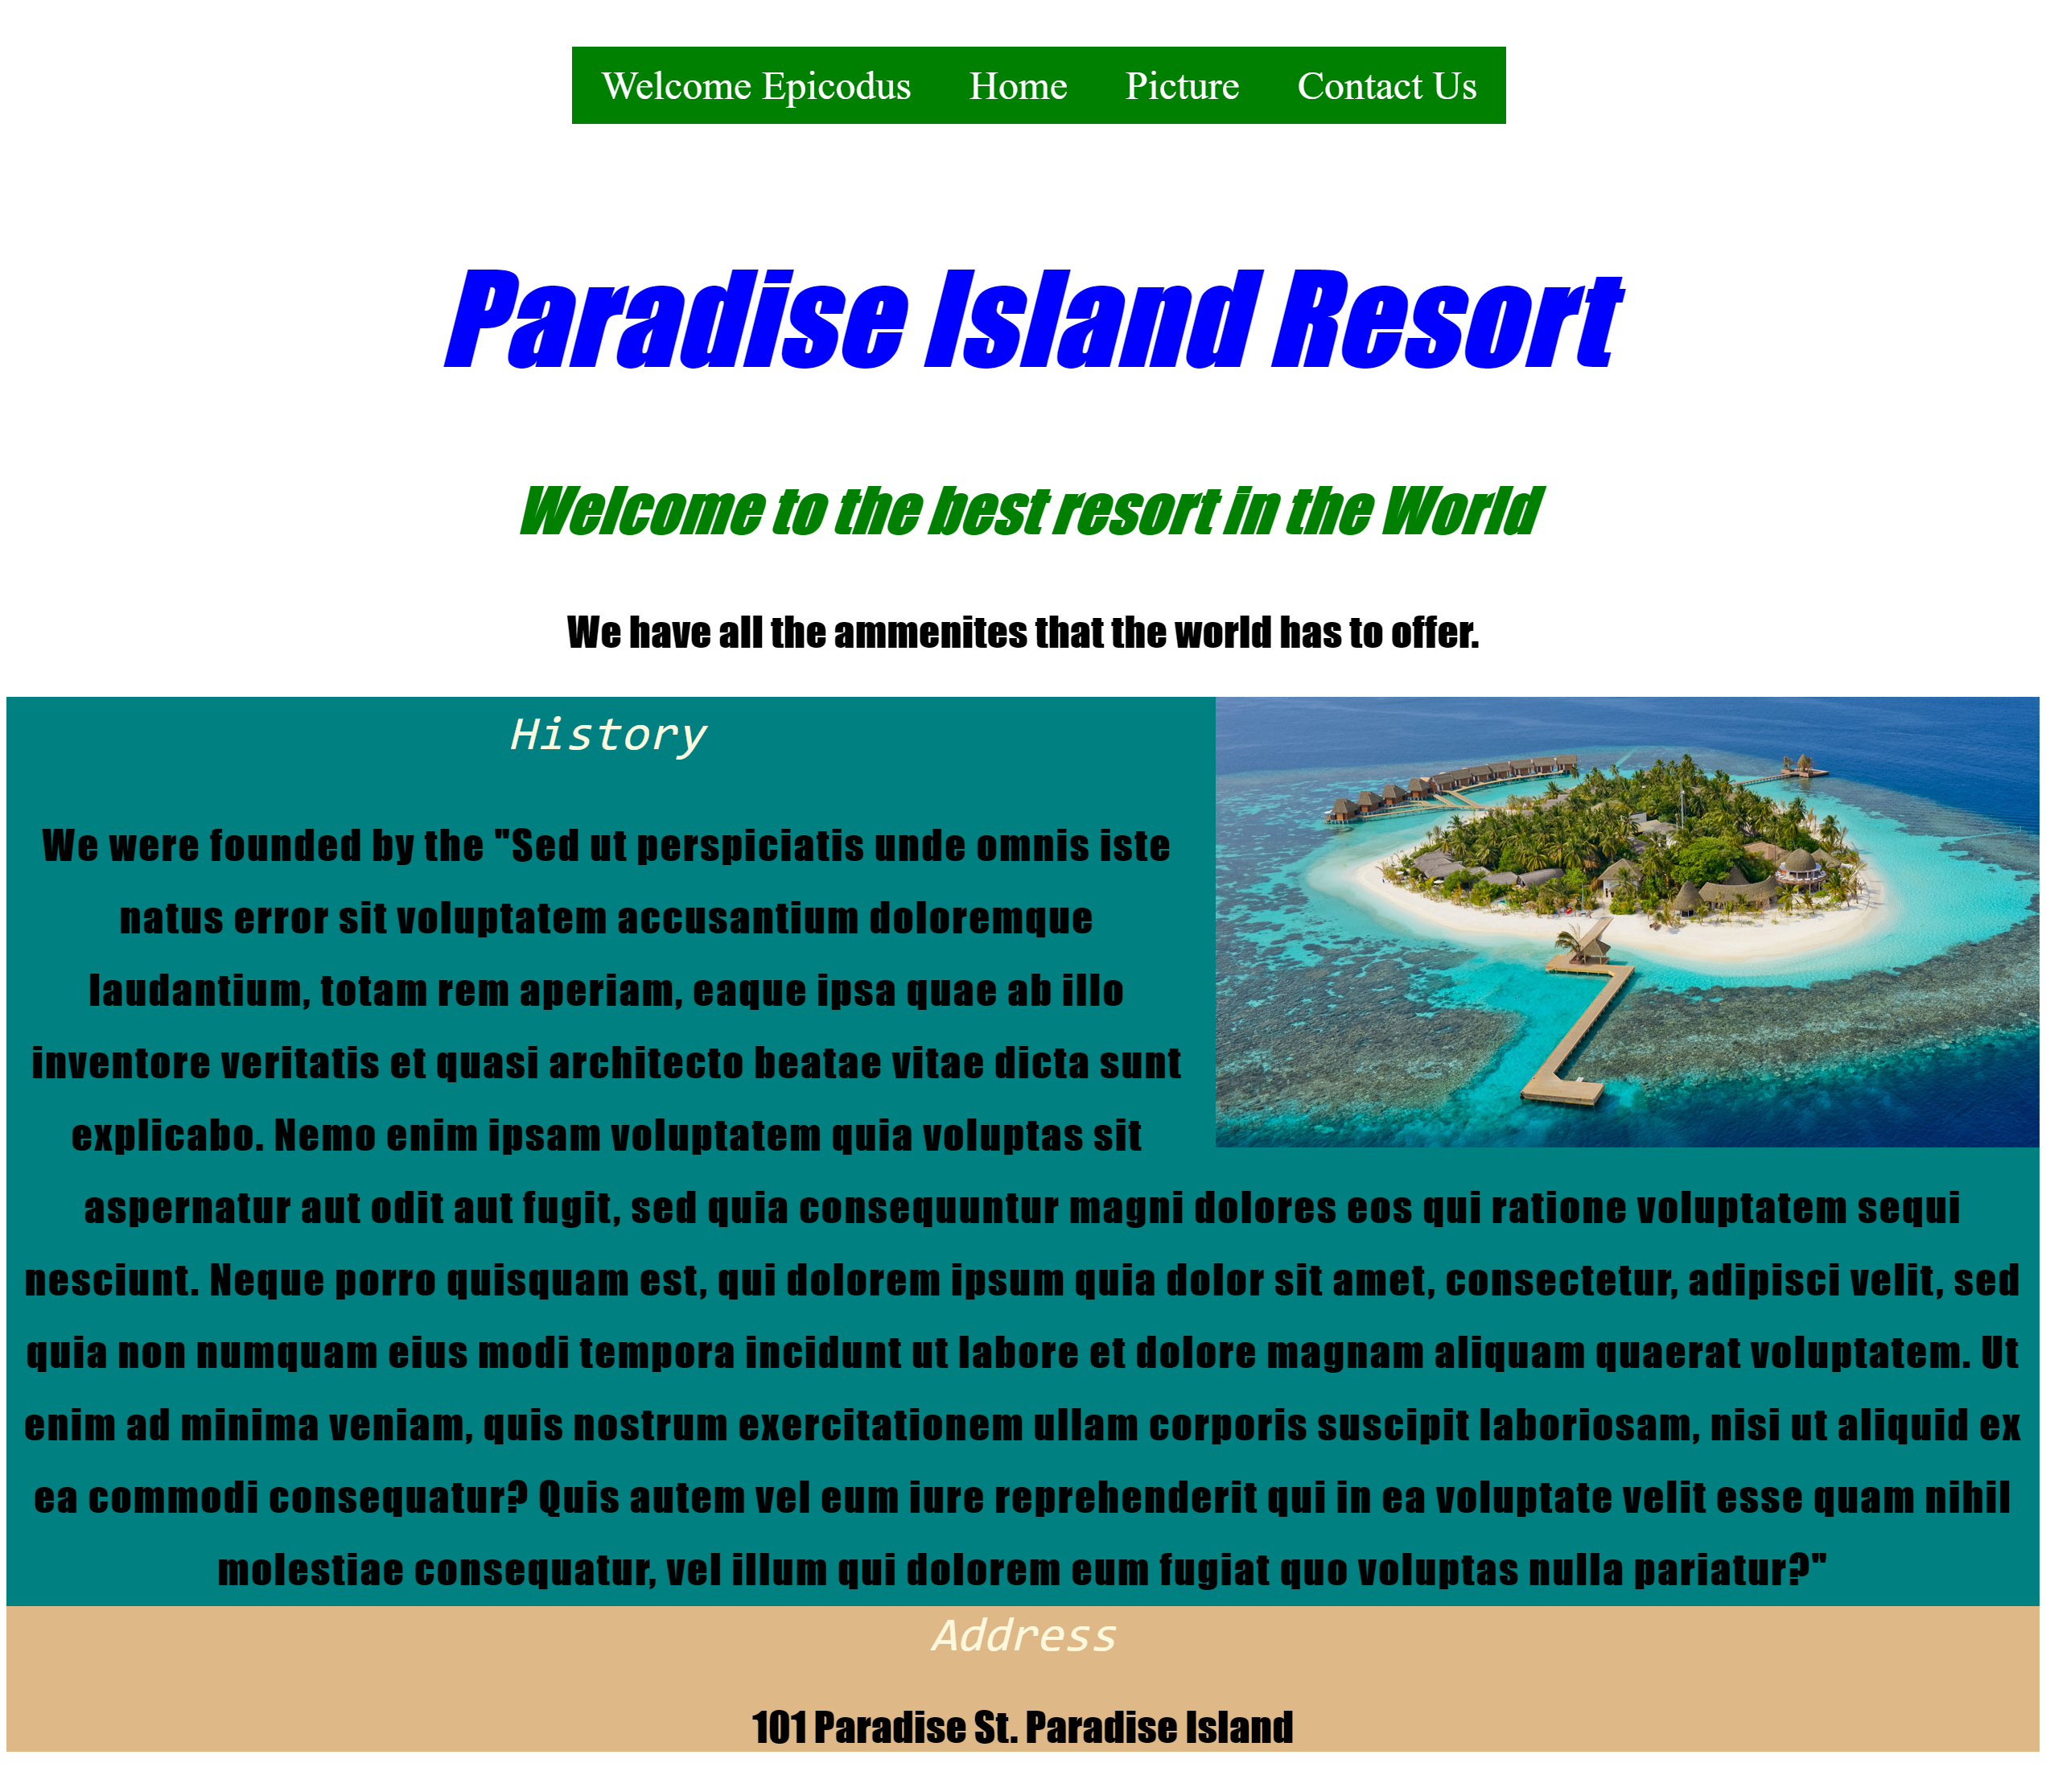 Welcome Epicodus Home Picture Contact Us
Paradise Island Resort
Welcome to the best resort in the World
We have all the ammenites that the world has to offer.
History
We were founded by the "Sed ut perspiciatis unde omnis iste
natus error sit voluptatem accusantium doloremque
laudantium, totam rem aperiam, eaque ipsa quae ab illo
inventore veritatis et quasi architecto beatae vitae dicta sunt
explicabo. Nemo enim ipsam voluptatem quia voluptas sit
aspernatur aut odit aut fugit, sed quia consequuntur magni dolores eos qui ratione voluptatem sequi
nesciunt. Neque porro quisquam est, qui dolorem ipsum quia dolor sit amet, consectetur, adipisci velit, sed
quia non numquam eius modi tempora incidunt ut labore et dolore magnam aliquam quaerat voluptatem. Ut
enim ad minima veniam, quis nostrum exercitationem ullam corporis suscipit laboriosam, nisi ut aliquid ex
ea commodi consequatur? Quis autem vel eum iure reprehenderit qui in ea voluptate velit esse quam nihil
molestiae consequatur, vel illum qui dolorem eum fugiat quo voluptas nulla pariatur?"
Address
101 Paradise St. Paradise Island